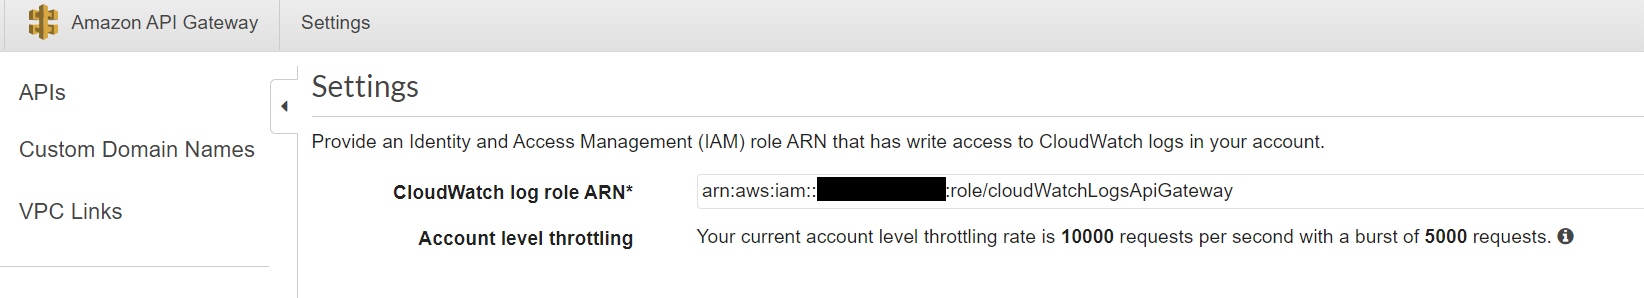 Amazon API Gateway Settings
APIs
Custom Domain Names
VPC Links
Settings
Provide an Identity and Access Management (IAM) role ARN that has write access to CloudWatch logs in your account.
CloudWatch log role ARN* arn:aws:iam:: :role/cloudWatchLogsApiGateway
Account level throttling Your current account level throttling rate is 10000 requests per second with a burst of 5000 requests.